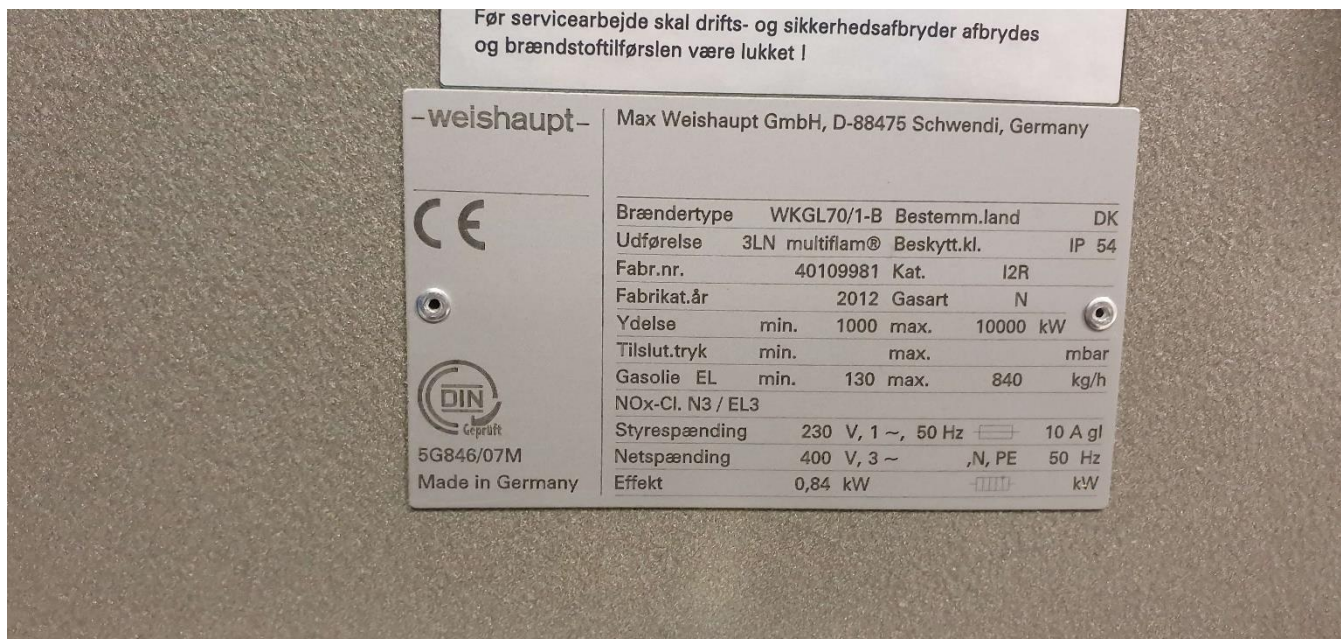 Før servicearbejde skal drifts- og sikkerhedsafbryder afbrydes
og brændstoftilførslen være lukket !
-weishaupt-
Max Weishaupt GmbH, D-88475 Schwendi, Germany
CE
Brændertype WKGL70/1-B Bestemm.land DK
Udførelse 3LN multiflam® Beskytt.kl. IP 54
Fabr.nr. 40109981 Kat. I2R
Fabrikat.år 2012 Gasart N
Ydelse min. 1000 max. 10000 kW
Tilslut.tryk min. max. mbar
Gasolie EL min. 130 max. 840 kg/h
NOx-Cl. N3 / EL3
Styrespænding 230 V, 1 ~, 50 Hz 10 A gl
Netspænding 400 V, 3 ~ ,N, PE 50 Hz
Effekt 0,84 kW kW
DIN
Geprüft
5G846/07M
Made in Germany